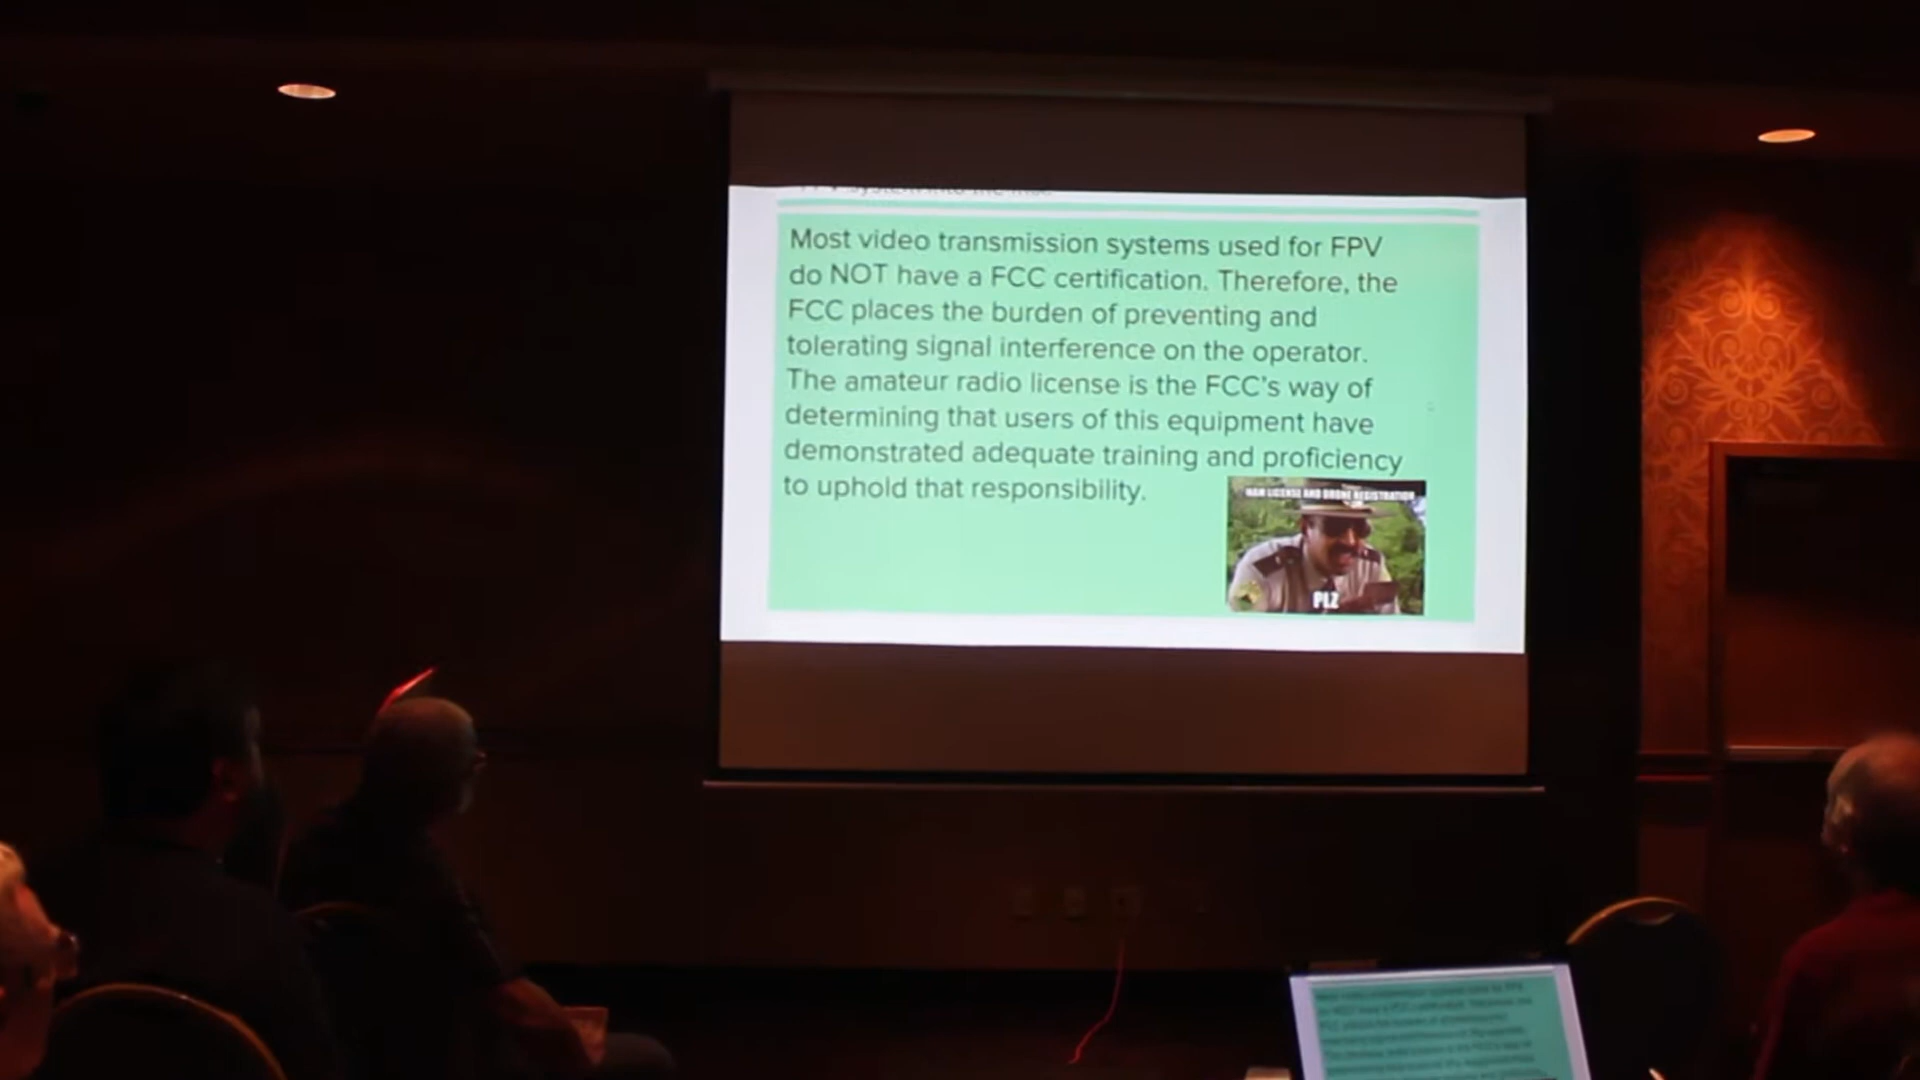 Most video transmission systems used for FPV
do NOT have a FCC certification. Therefore, the
FCC places the burden of preventing and
tolerating signal interference on the operator.
The amateur radio license is the FCC's way of
determining that users of this equipment have
demonstrated adequate training and proficiency
to uphold that responsibility.
HAM LICENSE AND DRONE REGISTRATION
PLZ